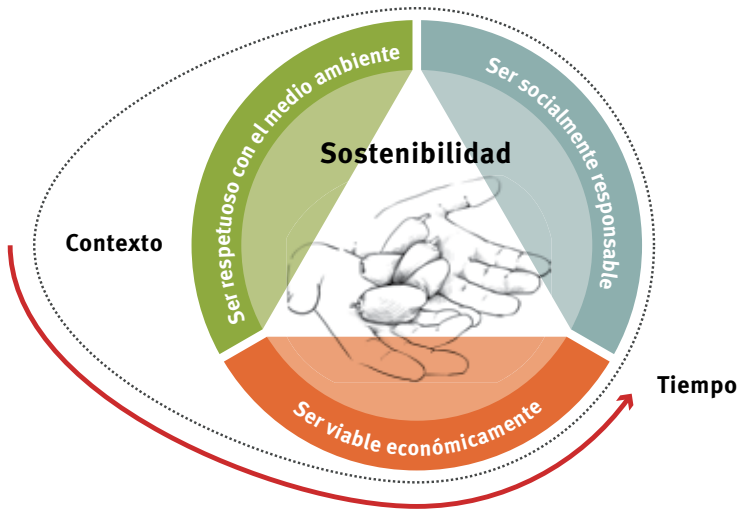 Ser respetuoso con el medio ambiente
Ser socialmente responsable
Sostenibilidad
Contexto
Tiempo
Ser viable económicamente